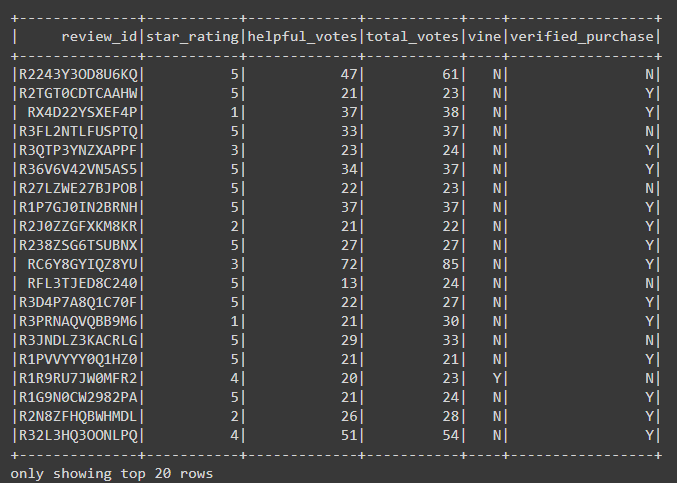 +--------------+-----------+-------------+-----------+----+-----------------+
|     review_id|star_rating|helpful_votes|total_votes|vine|verified_purchase|
+--------------+-----------+-------------+-----------+----+-----------------+
|R2243Y3OD8U6KQ|          5|           47|         61|   N|                N|
|R2TGT0CDTCAAHW|          5|           21|         23|   N|                Y|
| RX4D22YSXEF4P|          1|           37|         38|   N|                Y|
|R3FL2NTLFUSPTQ|          5|           33|         37|   N|                N|
|R3QTP3YNZXAPPF|          3|           23|         24|   N|                Y|
|R36V6V42VN5AS5|          5|           34|         37|   N|                Y|
|R27LZWE27BJPOB|          5|           22|         23|   N|                N|
|R1P7GJ0IN2BRNH|          5|           37|         37|   N|                Y|
|R2J0ZZGFXKM8KR|          2|           21|         22|   N|                Y|
|R238ZSG6TSUBNX|          5|           27|         27|   N|                Y|
| RC6Y8GYIQZ8YU|          3|           72|         85|   N|                Y|
| RFL3TJED8C240|          5|           13|         24|   N|                N|
|R3D4P7A8Q1C70F|          5|           22|         27|   N|                Y|
|R3PRNAQVQBB9M6|          1|           21|         30|   N|                Y|
|R3JNDLZ3KACRLG|          5|           29|         33|   N|                N|
|R1PVVYYY0Q1HZ0|          5|           21|         21|   N|                Y|
|R1R9RU7JW0MFR2|          4|           20|         23|   Y|                N|
|R1G9N0CW2982PA|          5|           21|         24|   N|                Y|
|R2N8ZFHQBWHMDL|          2|           26|         28|   N|                Y|
|R32L3HQ3OONLPQ|          4|           51|         54|   N|                Y|
+--------------+-----------+-------------+-----------+----+-----------------+
only showing top 20 rows